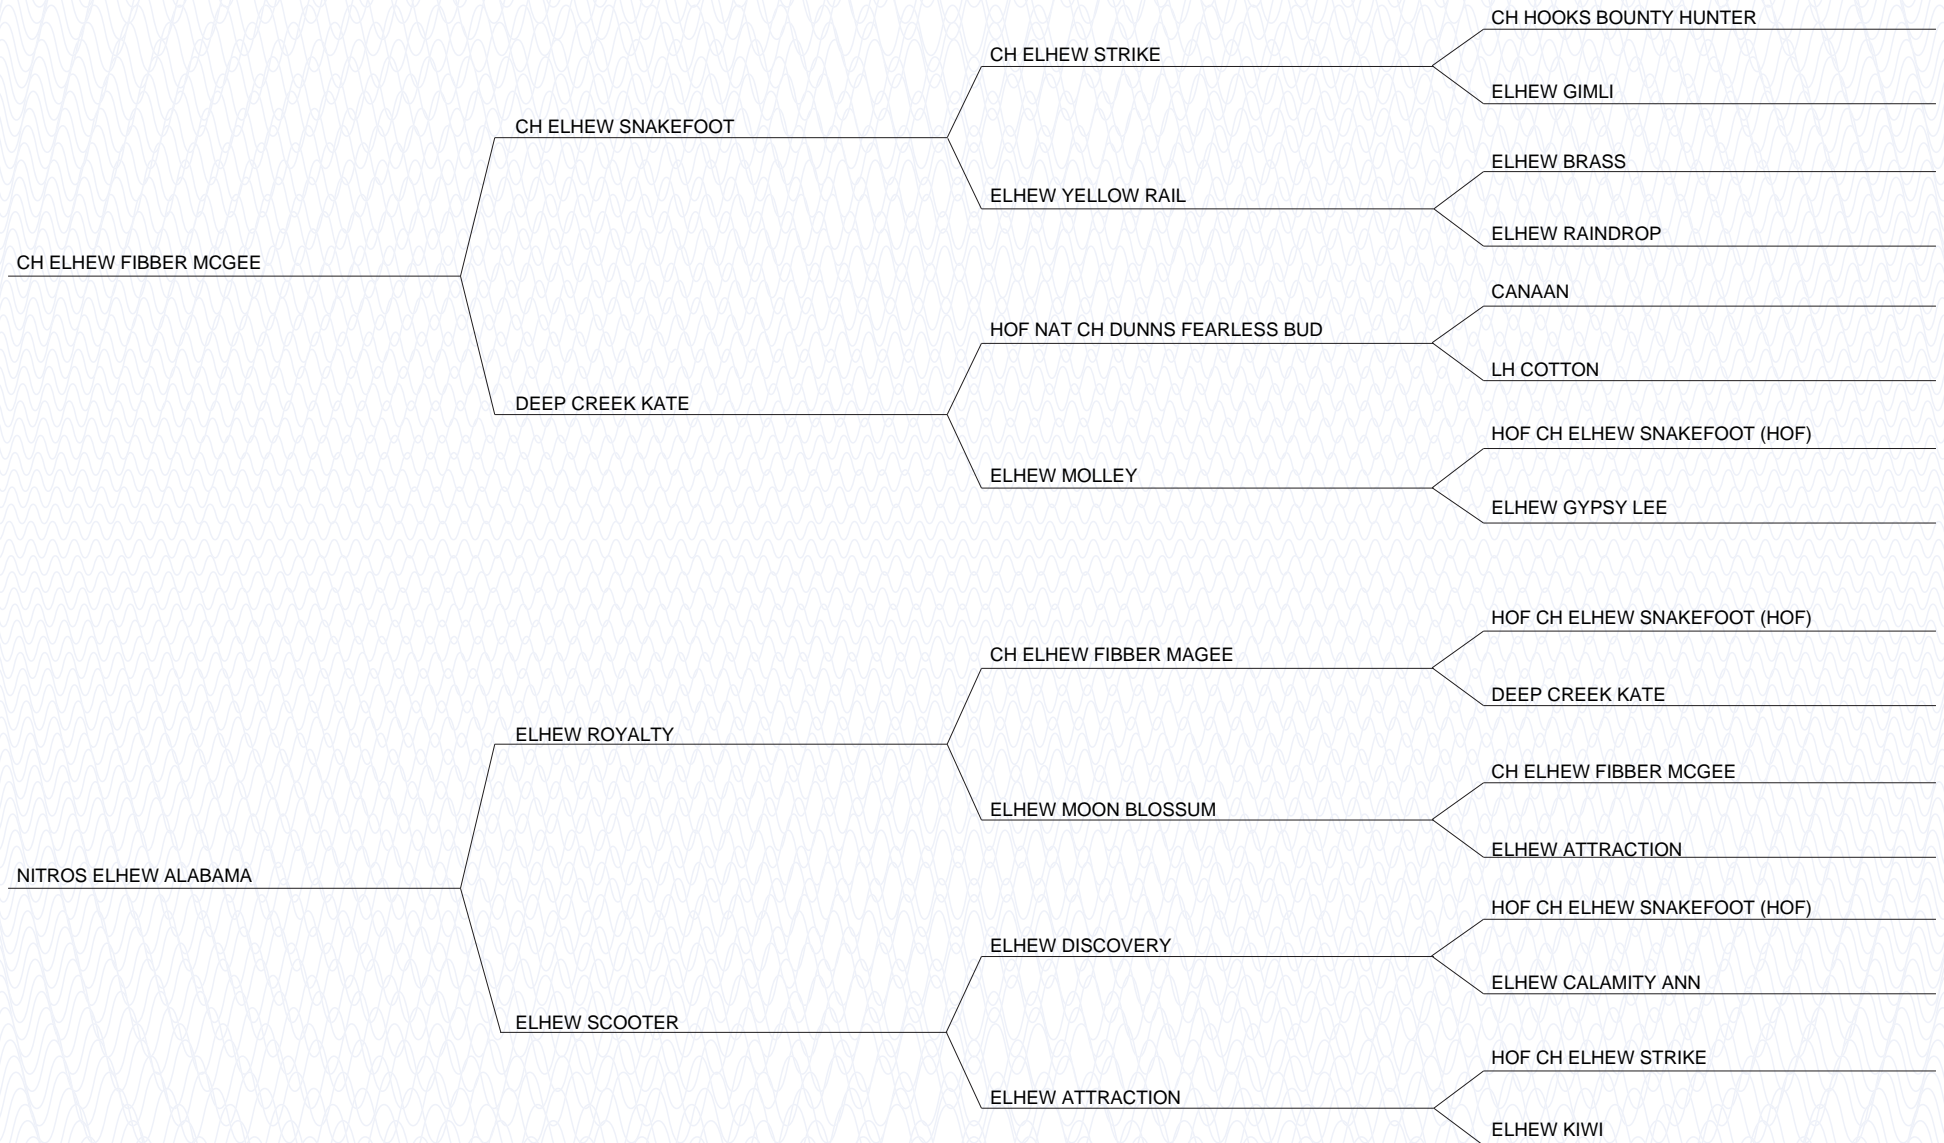 CH HOOKS BOUNTY HUNTER
CH ELHEW STRIKE
ELHEW GIMLI
CH ELHEW SNAKEFOOT
ELHEW BRASS
ELHEW YELLOW RAIL
ELHEW RAINDROP
CH ELHEW FIBBER MCGEE
CANAAN
HOF NAT CH DUNNS FEARLESS BUD
LH COTTON
DEEP CREEK KATE
HOF CH ELHEW SNAKEFOOT (HOF)
ELHEW MOLLEY
ELHEW GYPSY LEE
HOF CH ELHEW SNAKEFOOT (HOF)
CH ELHEW FIBBER MAGEE
DEEP CREEK KATE
ELHEW ROYALTY
CH ELHEW FIBBER MCGEE
ELHEW MOON BLOSSUM
ELHEW ATTRACTION
NITROS ELHEW ALABAMA
HOF CH ELHEW SNAKEFOOT (HOF)
ELHEW DISCOVERY
ELHEW CALAMITY ANN
ELHEW SCOOTER
HOF CH ELHEW STRIKE
ELHEW ATTRACTION
ELHEW KIWI